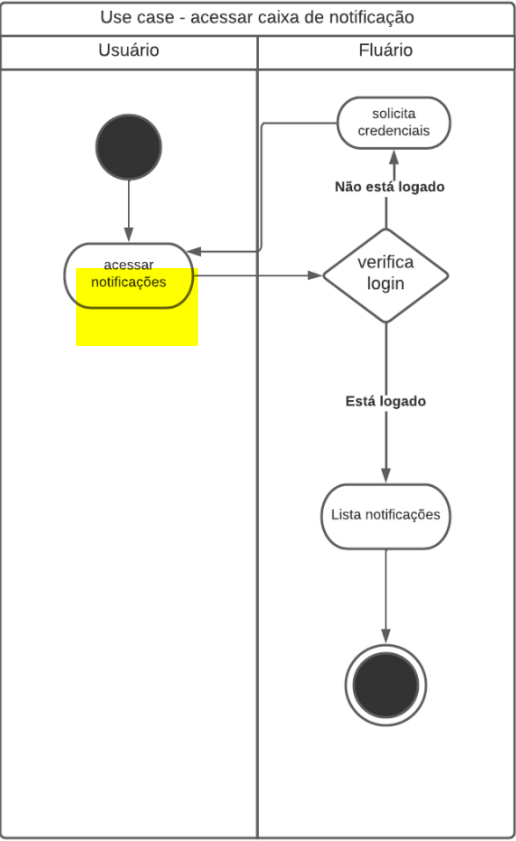 Use case - acessar caixa de notificação
Usuário
Fluário
solicita
credenciais
Não está logado
acessar
notificações
verifica
login
Está logado
Lista notificações